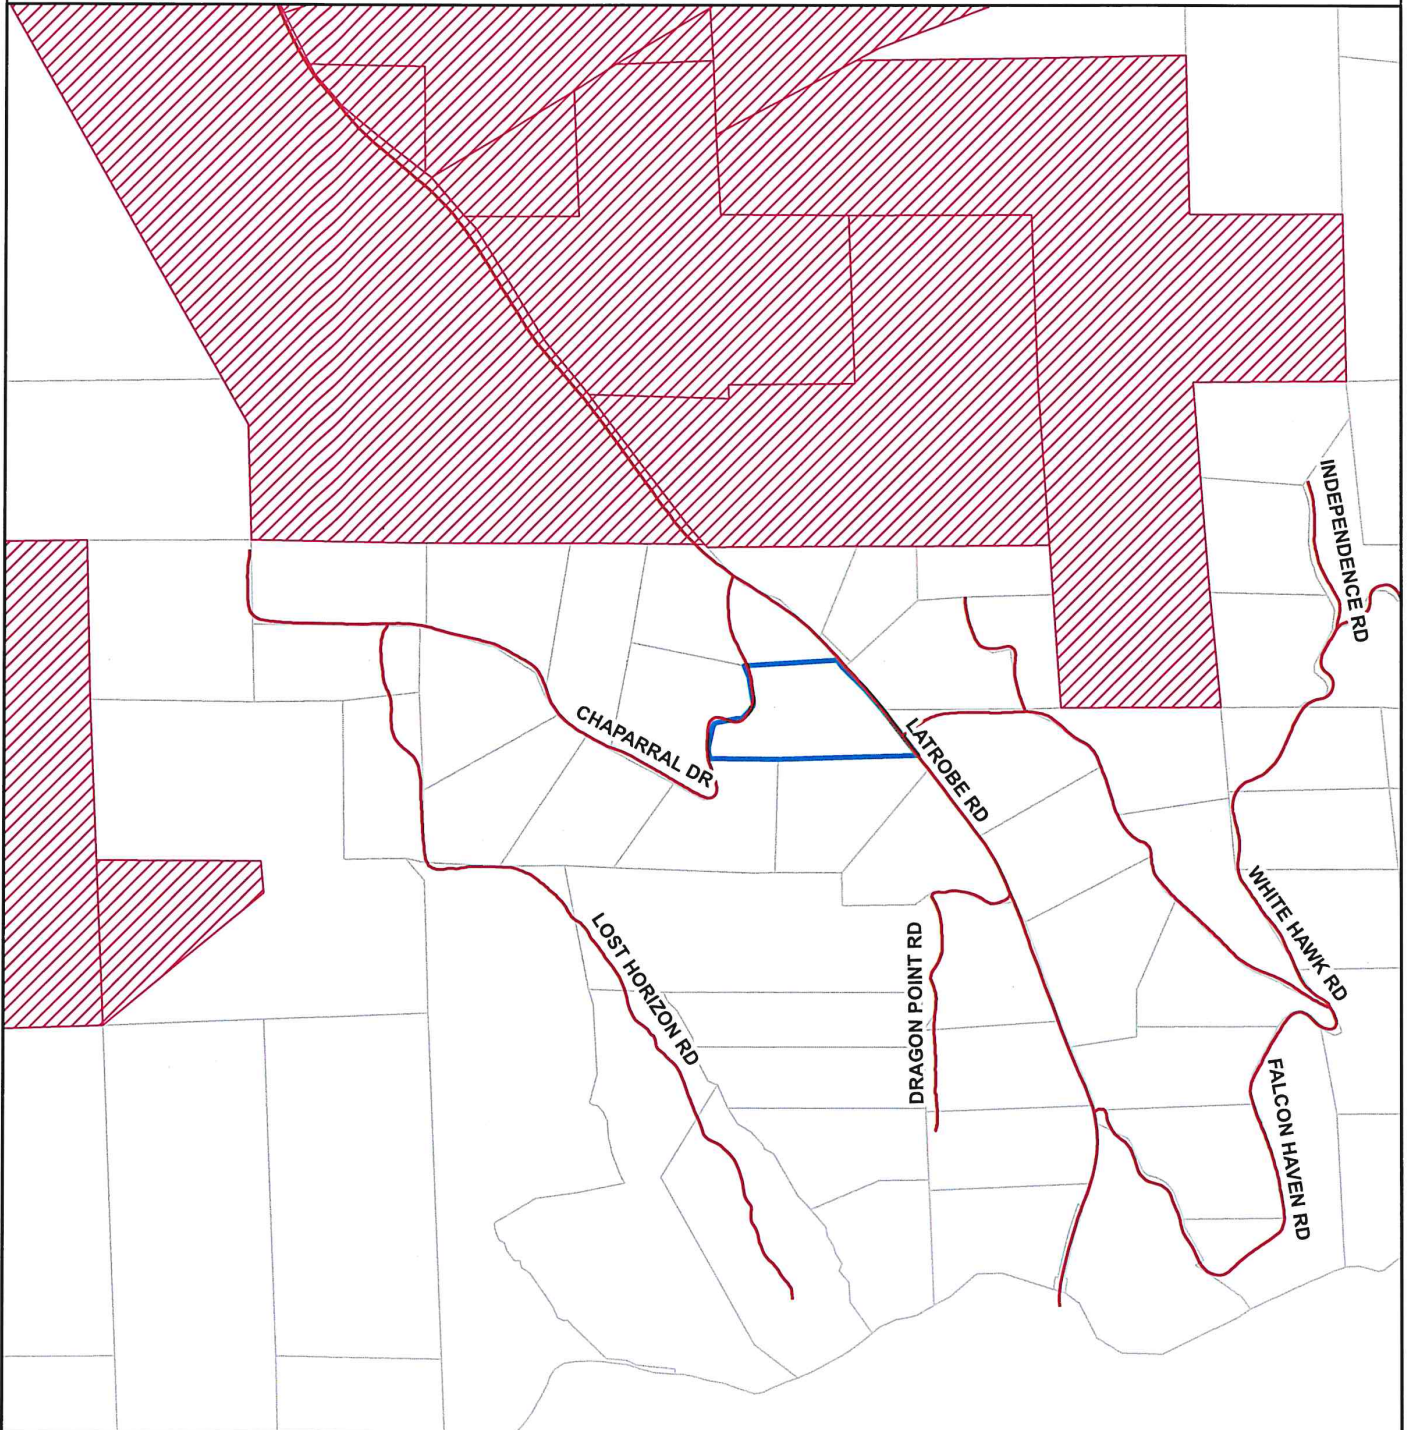 INDEPENDENCE RD
CHAPARRAL DR
LATROBE RD
WHITE HAWK RD
LOST HORIZON RD
DRAGON POINT RD
FALCON HAVEN RD